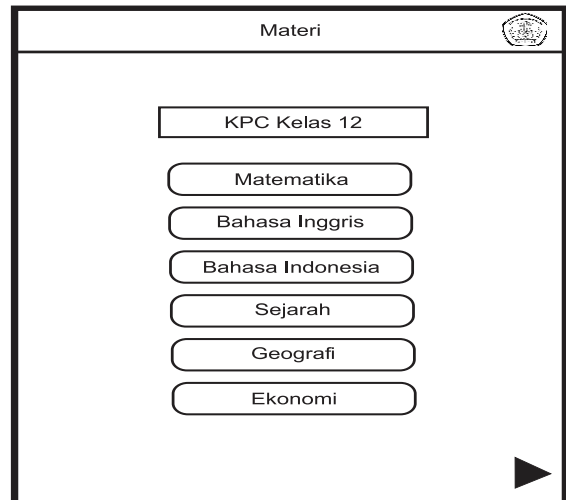 Materi
KPC Kelas 12
Matematika
Bahasa Inggris
Bahasa Indonesia
Sejarah
Geografi
Ekonomi